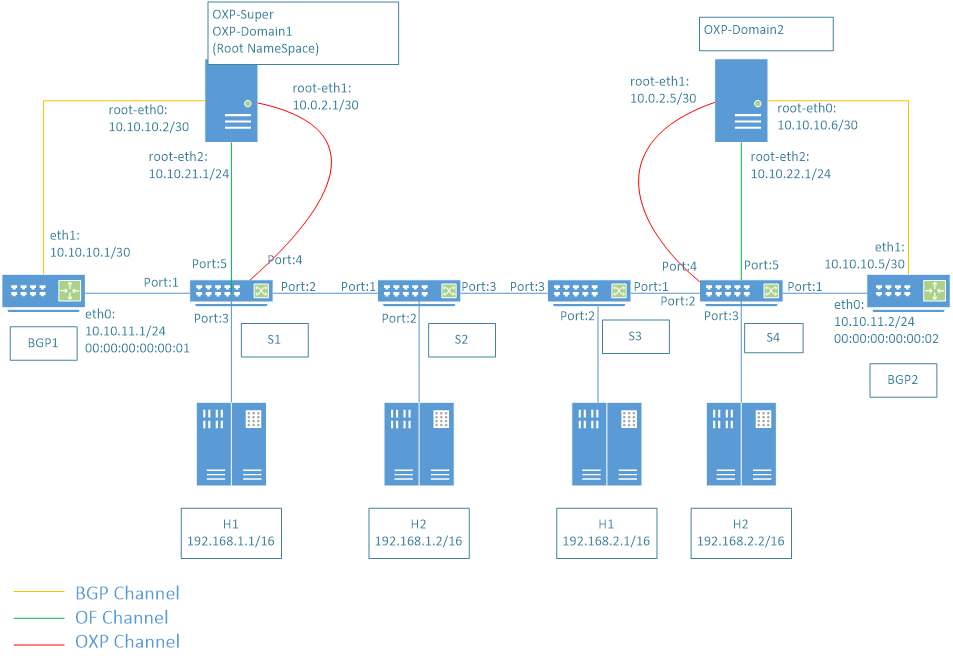 OXP-Super
OXP-Domain1
(Root NameSpace)
OXP-Domain2
root-eth1:
10.0.2.1/30
root-eth1:
10.0.2.5/30
root-eth0:
10.10.10.2/30
root-eth0:
10.10.10.6/30
root-eth2:
10.10.21.1/24
root-eth2:
10.10.22.1/24
eth1:
10.10.10.1/30
eth1:
10.10.10.5/30
Port:5
Port:4
Port:4
Port:5
Port:1
Port:2
Port:1
Port:3
Port:3
Port:1
Port:2
Port:1
eth0:
10.10.11.1/24
00:00:00:00:00:01
Port:3
Port:2
Port:2
Port:3
eth0:
10.10.11.2/24
00:00:00:00:00:02
BGP1
S1
S2
S3
S4
BGP2
H1
192.168.1.1/16
H2
192.168.1.2/16
H1
192.168.2.1/16
H2
192.168.2.2/16
BGP Channel
OF Channel
OXP Channel